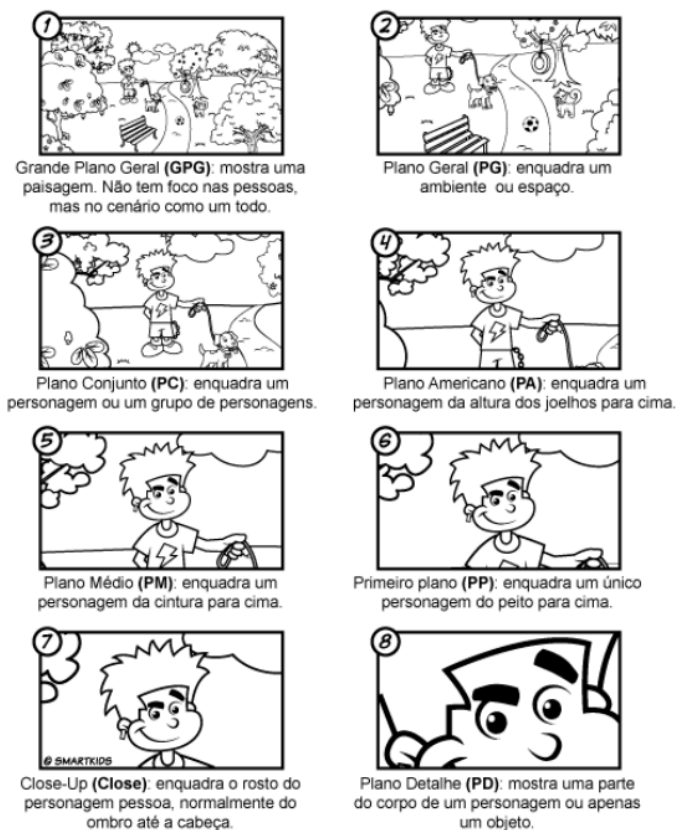 1
Grande Plano Geral (GPG): mostra uma
paisagem. Não tem foco nas pessoas,
mas no cenário como um todo.
2
Plano Geral (PG): enquadra um
ambiente ou espaço.
3
Plano Conjunto (PC): enquadra um
personagem ou um grupo de personagens.
4
Plano Americano (PA): enquadra um
personagem da altura dos joelhos para cima.
5
Plano Médio (PM): enquadra um
personagem da cintura para cima.
6
Primeiro plano (PP): enquadra um único
personagem do peito para cima.
7
© SMARTKIDS
Close-Up (Close): enquadra o rosto do
personagem pessoa, normalmente do
ombro até a cabeça.
8
Plano Detalhe (PD): mostra uma parte
do corpo de um personagem ou apenas
um objeto.